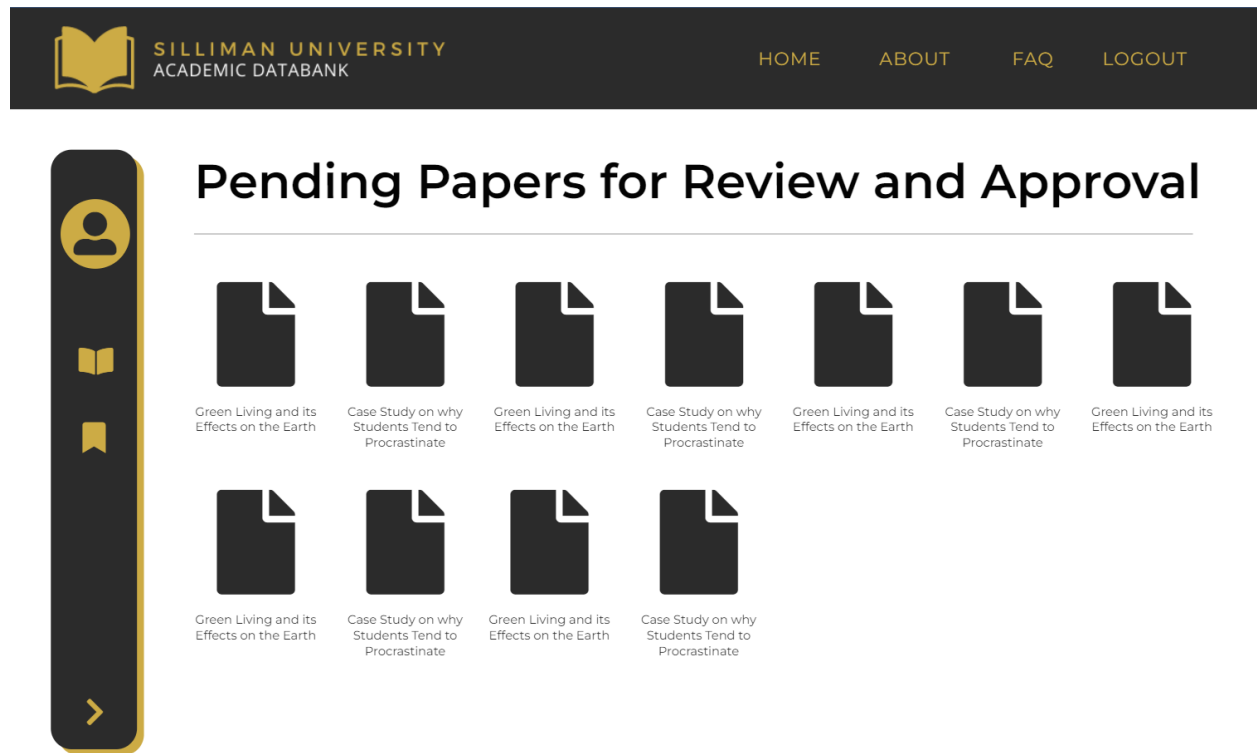 SILLIMAN UNIVERSITY
ACADEMIC DATABANK
HOME ABOUT FAQ LOGOUT
Pending Papers for Review and Approval
Green Living and its
Effects on the Earth
Case Study on why
Students Tend to
Procrastinate
Green Living and its
Effects on the Earth
Case Study on why
Students Tend to
Procrastinate
Green Living and its
Effects on the Earth
Case Study on why
Students Tend to
Procrastinate
Green Living and its
Effects on the Earth
Green Living and its
Effects on the Earth
Case Study on why
Students Tend to
Procrastinate
Green Living and its
Effects on the Earth
Case Study on why
Students Tend to
Procrastinate